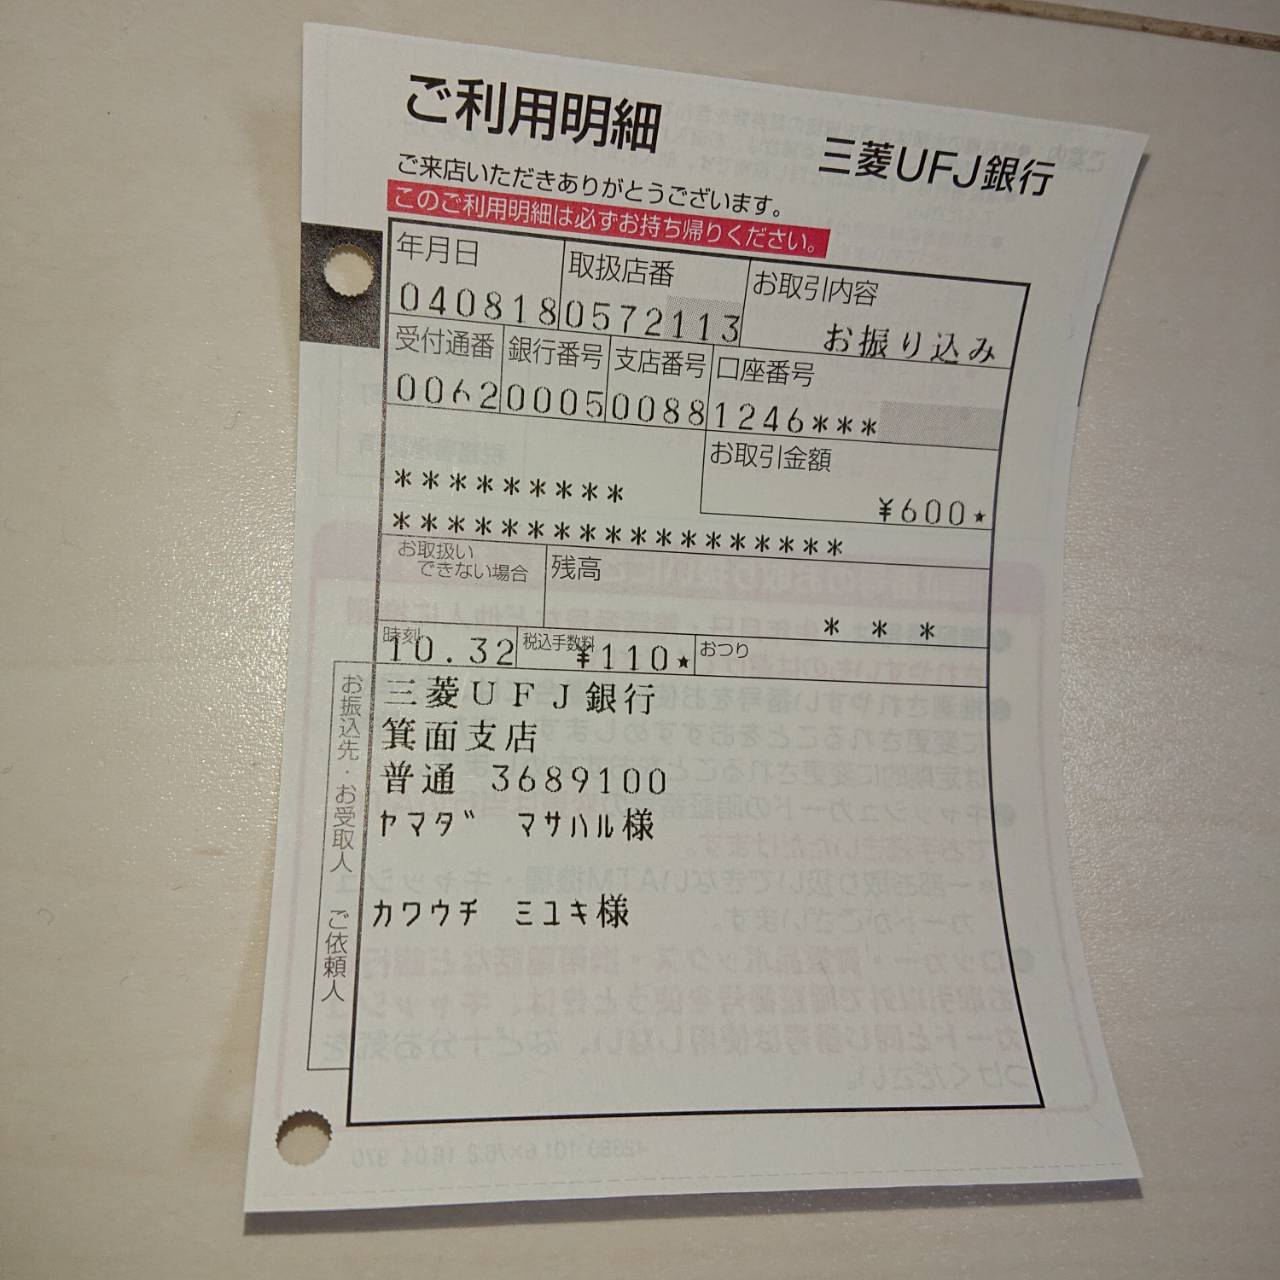 ご利用明細
三菱UFJ銀行
ご来店いただきありがとうございます。
このご利用明細は必ずお持ち帰りください。
年月日 取扱店番 お取引内容
040818 0572113 お振り込み
受付通番 銀行番号 支店番号 口座番号
0062 0005 0088 1246***
お取引金額
¥600★
*********
*****************
お取扱いできない場合 残高
* * *
時刻 税込手数料 おつり
10.32 ¥110★
お振込先・お受取人 ご依頼人
三菱UFJ銀行
箕面支店
普通 3689100
ヤマダ゛ マサハル様
カワウチ ミユキ様